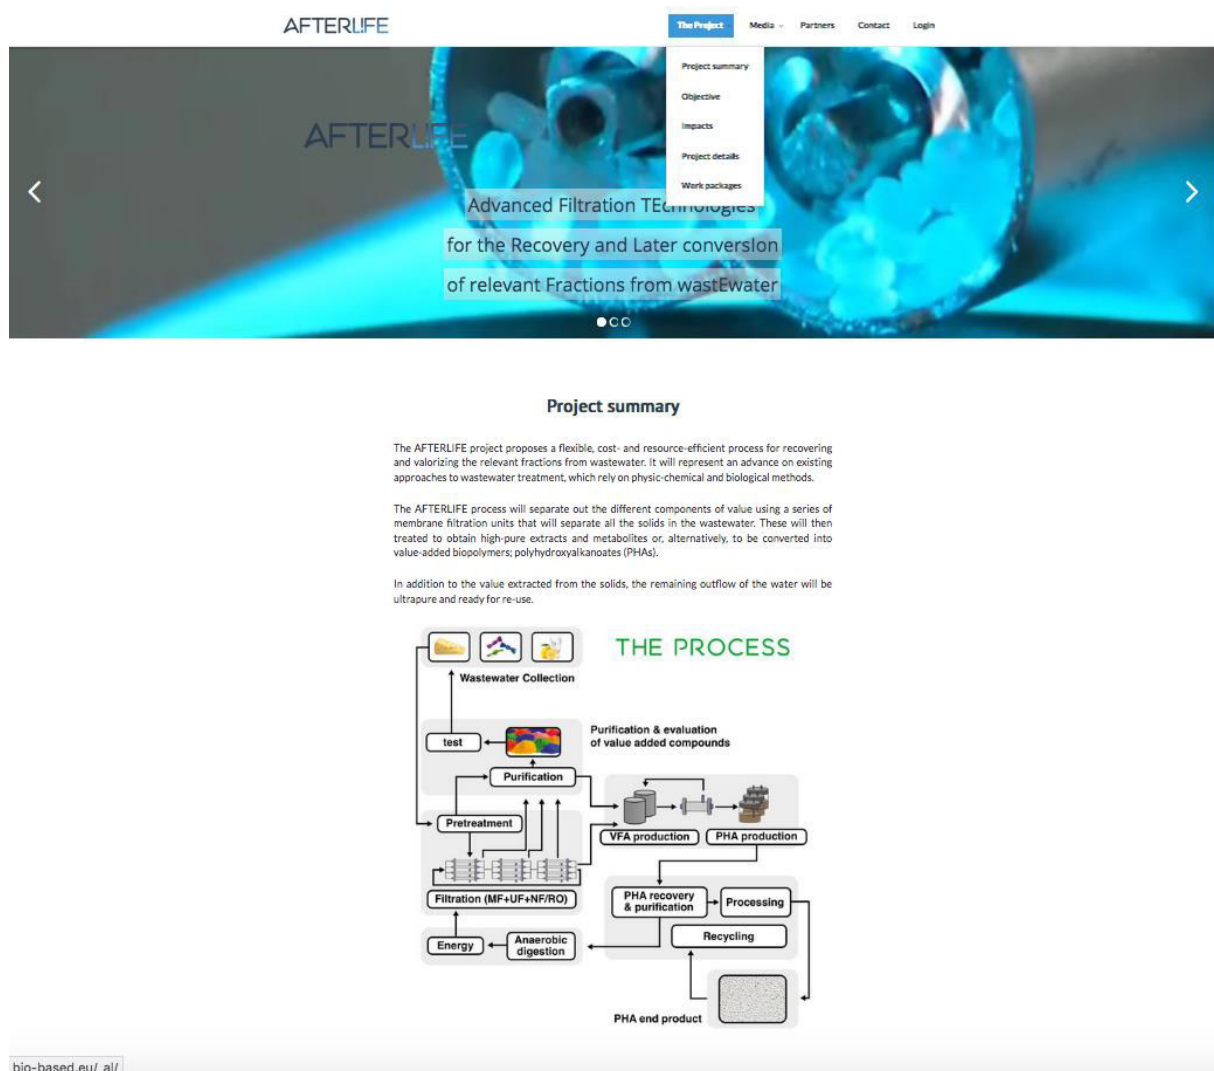 AFTERLIFE
The Project
Media
Partners
Contact
Login
Project summary
Objective
Impacts
Project details
Work packages
AFTERLIFE
Advanced Filtration TEchnologies
for the Recovery and Later conversIon
of relevant Fractions from wastEwater
Project summary
The AFTERLIFE project proposes a flexible, cost- and resource-efficient process for recovering
and valorizing the relevant fractions from wastewater. It will represent an advance on existing
approaches to wastewater treatment, which rely on physic-chemical and biological methods.
The AFTERLIFE process will separate out the different components of value using a series of
membrane filtration units that will separate all the solids in the wastewater. These will then
treated to obtain high-pure extracts and metabolites or, alternatively, to be converted into
value-added biopolymers; polyhydroxyalkanoates (PHAs).
In addition to the value extracted from the solids, the remaining outflow of the water will be
ultrapure and ready for re-use.
THE PROCESS
Wastewater Collection
Purification & evaluation
of value added compounds
test
Purification
Pretreatment
VFA production
PHA production
Filtration (MF+UF+NF/RO)
PHA recovery
& purification
Processing
Recycling
Energy
Anaerobic
digestion
PHA end product
bio-based.eu/_al/